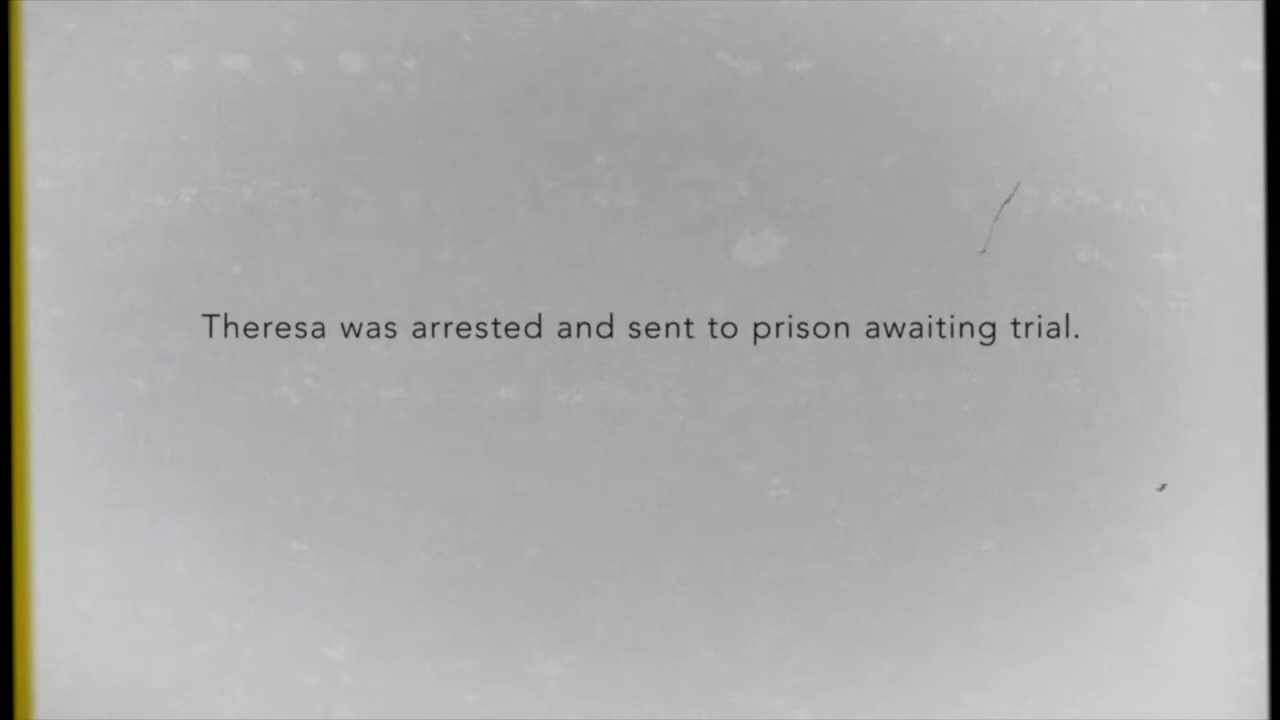 Theresa was arrested and sent to prison awaiting trial.